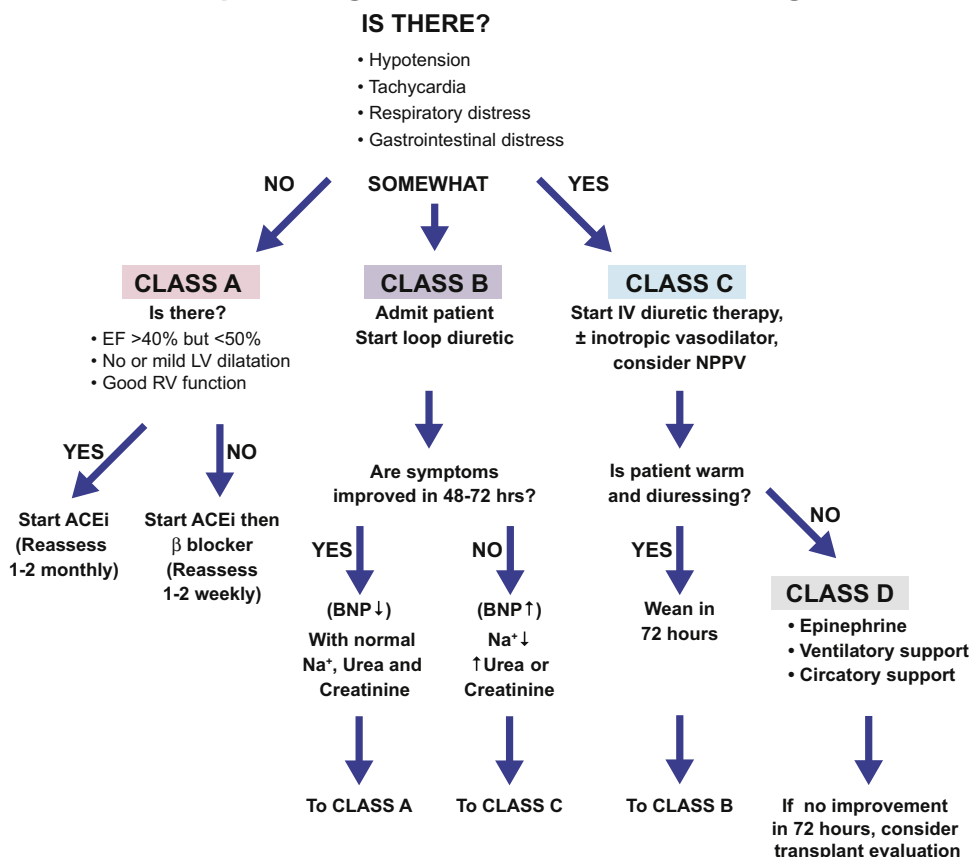 IS THERE?
• Hypotension
• Tachycardia
• Respiratory distress
• Gastrointestinal distress
NO
SOMEWHAT
YES
CLASS A
Is there?
• EF >40% but <50%
• No or mild LV dilatation
• Good RV function
YES
NO
Start ACEi
(Reassess
1-2 monthly)
Start ACEi then
β blocker
(Reassess
1-2 weekly)
CLASS B
Admit patient
Start loop diuretic
Are symptoms
improved in 48-72 hrs?
YES
NO
(BNP↓)
With normal
Na⁺, Urea and
Creatinine
To CLASS A
(BNP↑)
Na⁺↓
↑Urea or
Creatinine
To CLASS C
CLASS C
Start IV diuretic therapy,
± inotropic vasodilator,
consider NPPV
Is patient warm
and diuressing?
YES
NO
Wean in
72 hours
To CLASS B
CLASS D
• Epinephrine
• Ventilatory support
• Circatory support
If no improvement
in 72 hours, consider
transplant evaluation